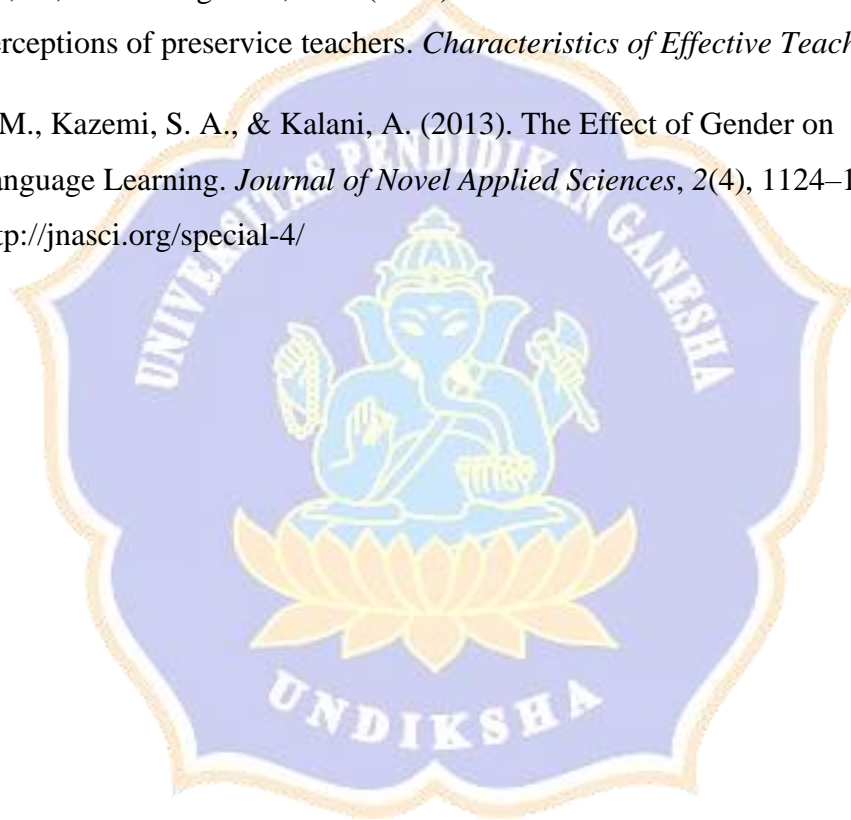 erceptions of preservice teachers. Characteristics of Effective Teach
M., Kazemi, S. A., & Kalani, A. (2013). The Effect of Gender on
anguage Learning. Journal of Novel Applied Sciences, 2(4), 1124–1
tp://jnasci.org/special-4/
UNIVERSITAS PENDIDIKAN GANESHA
UNDIKSHA